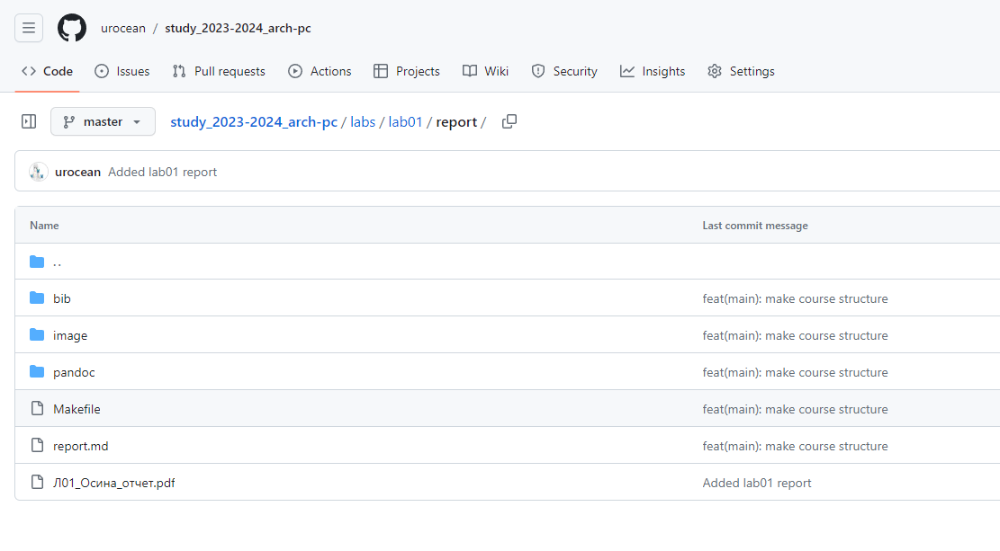 urocean / study_2023-2024_arch-pc
Code Issues Pull requests Actions Projects Wiki Security Insights Settings
master study_2023-2024_arch-pc / labs / lab01 / report /
urocean Added lab01 report
Name Last commit message
..
bib feat(main): make course structure
image feat(main): make course structure
pandoc feat(main): make course structure
Makefile feat(main): make course structure
report.md feat(main): make course structure
Л01_Осина_отчет.pdf Added lab01 report